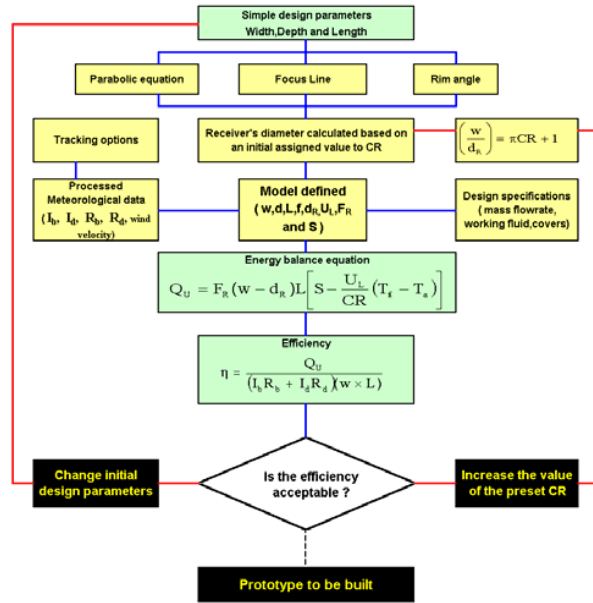 Simple design parameters
Width,Depth and Length
Parabolic equation
Focus Line
Rim angle
Tracking options
Receiver's diameter calculated based on
an initial assigned value to CR
(w/d_R) = πCR + 1
Processed
Meteorological data
( I_b, I_d, R_b, R_d, wind
velocity)
Model defined
( w,d,L,f,d_R,U_L,F_R
and S )
Design specifications
( mass flowrate,
working fluid,covers)
Energy balance equation
Q_U = F_R (w − d_R)L[S − U_L/CR (T_f − T_a)]
Efficiency
η = Q_U / (I_b R_b + I_d R_d)(w × L)
Is the efficiency
acceptable ?
Change initial
design parameters
Increase the value
of the preset CR
Prototype to be built